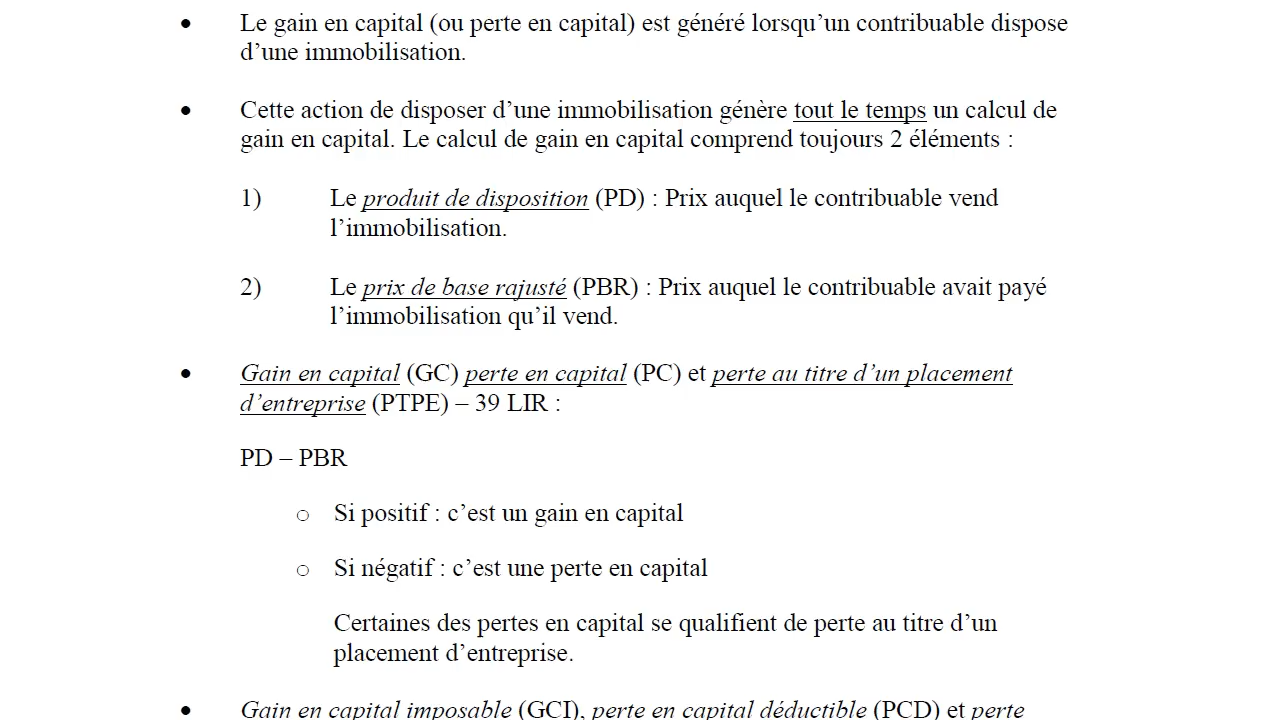 • Le gain en capital (ou perte en capital) est généré lorsqu’un contribuable dispose
d’une immobilisation.
• Cette action de disposer d’une immobilisation génère tout le temps un calcul de
gain en capital. Le calcul de gain en capital comprend toujours 2 éléments :
1) Le produit de disposition (PD) : Prix auquel le contribuable vend
l’immobilisation.
2) Le prix de base rajusté (PBR) : Prix auquel le contribuable avait payé
l’immobilisation qu’il vend.
• Gain en capital (GC) perte en capital (PC) et perte au titre d’un placement
d’entreprise (PTPE) – 39 LIR :
PD – PBR
o Si positif : c’est un gain en capital
o Si négatif : c’est une perte en capital
Certaines des pertes en capital se qualifient de perte au titre d’un
placement d’entreprise.
• Gain en capital imposable (GCI), perte en capital déductible (PCD) et perte